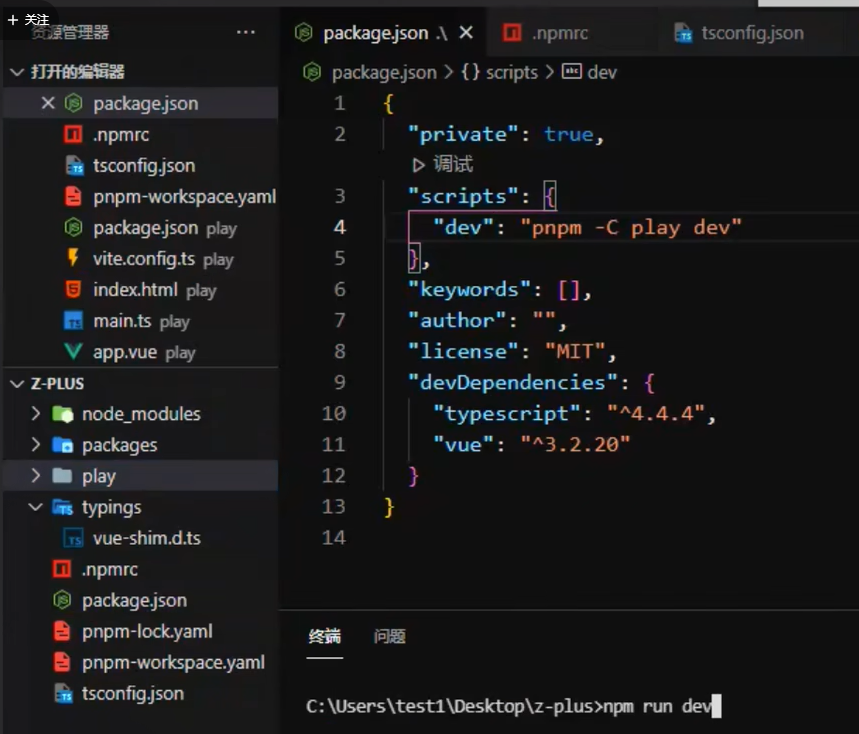 + 关注
资源管理器 ···
打开的编辑器
package.json
.npmrc
tsconfig.json
pnpm-workspace.yaml
package.json play
vite.config.ts play
index.html play
main.ts play
app.vue play
Z-PLUS
node_modules
packages
play
typings
vue-shim.d.ts
.npmrc
package.json
pnpm-lock.yaml
pnpm-workspace.yaml
tsconfig.json
package.json .\ .npmrc tsconfig.json
package.json > {} scripts > abc dev
1 {
2 "private": true,
调试
3 "scripts": {
4 "dev": "pnpm -C play dev"
5 },
6 "keywords": [],
7 "author": "",
8 "license": "MIT",
9 "devDependencies": {
10 "typescript": "^4.4.4",
11 "vue": "^3.2.20"
12 }
13 }
14
终端 问题
C:\Users\test1\Desktop\z-plus>npm run dev